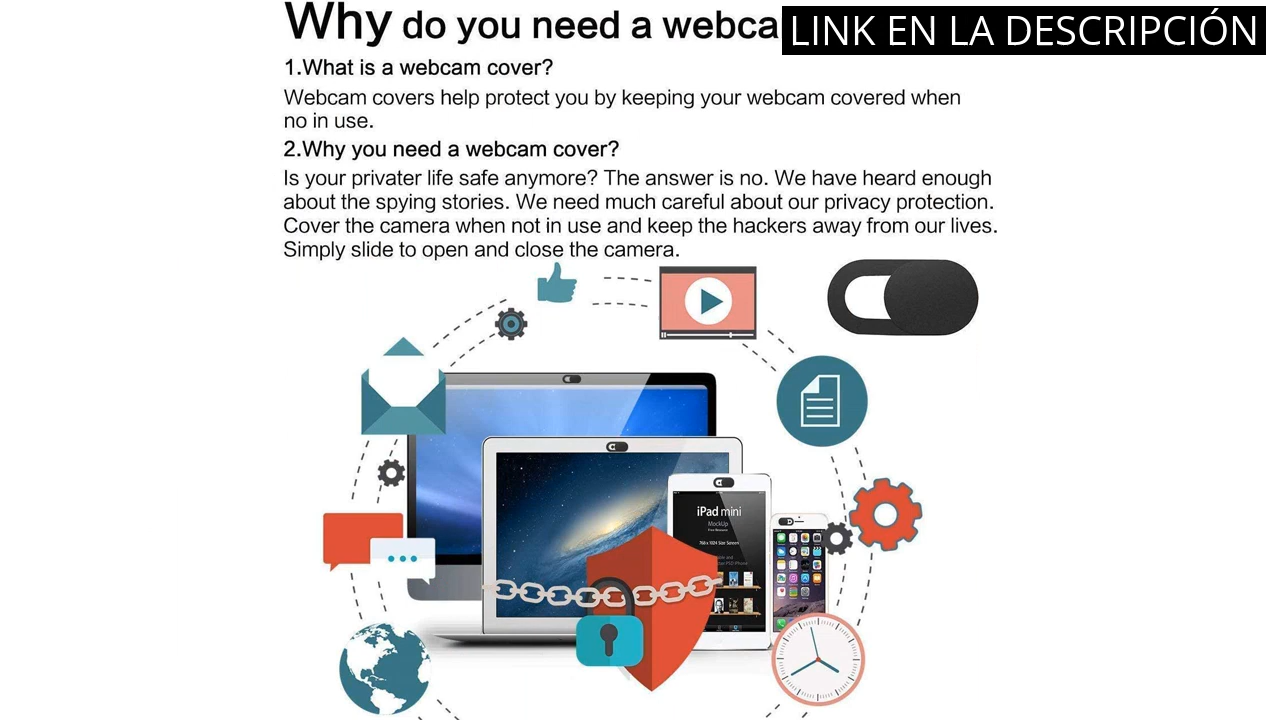 Why do you need a webca
LINK EN LA DESCRIPCIÓN
1.What is a webcam cover?
Webcam covers help protect you by keeping your webcam covered when
no in use.
2.Why you need a webcam cover?
Is your privater life safe anymore? The answer is no. We have heard enough
about the spying stories. We need much careful about our privacy protection.
Cover the camera when not in use and keep the hackers away from our lives.
Simply slide to open and close the camera.
iPad mini
MockUp